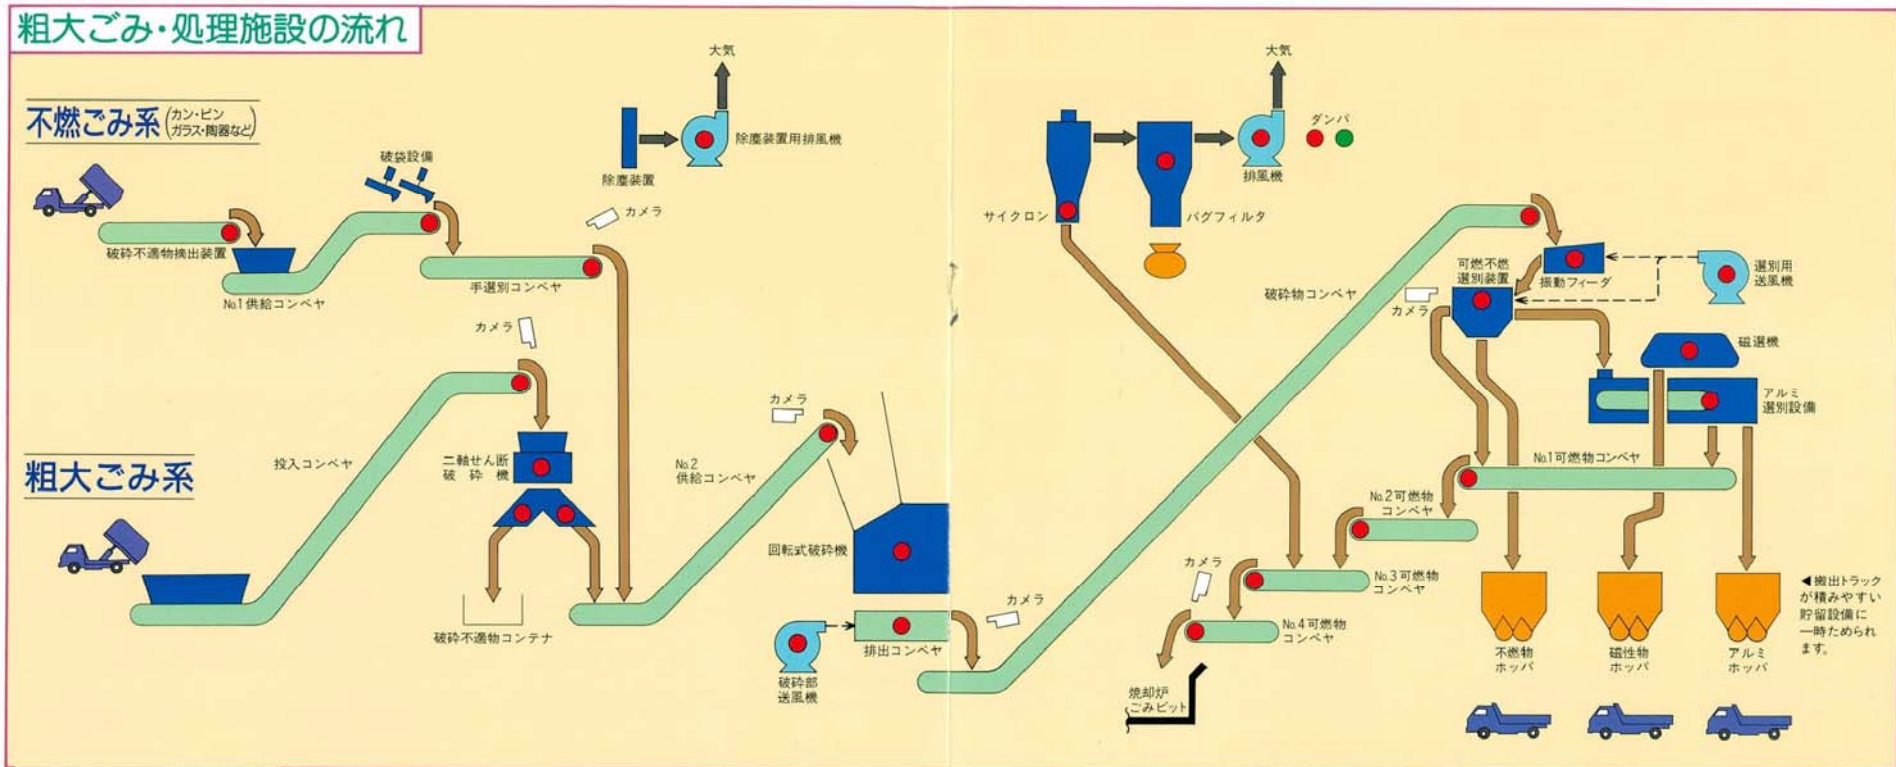 粗大ごみ・処理施設の流れ
不燃ごみ系
(カン・ビン
ガラス・陶器など)
破袋設備
破砕不適物摘出装置
No.1供給コンベヤ
手選別コンベヤ
カメラ
除塵装置
除塵装置用排風機
大気
カメラ
投入コンベヤ
粗大ごみ系
二軸せん断
破砕機
破砕不適物コンテナ
No.2
供給コンベヤ
カメラ
回転式破砕機
排出コンベヤ
破砕部
送風機
カメラ
サイクロン
バグフィルタ
大気
排風機
ダンパ
破砕物コンベヤ
可燃不燃
選別装置
カメラ
振動フィーダ
選別用
送風機
磁選機
アルミ
選別設備
No.1可燃物コンベヤ
No.2可燃物
コンベヤ
No.3可燃物
コンベヤ
カメラ
No.4可燃物
コンベヤ
焼却炉
ごみピット
不燃物
ホッパ
磁性物
ホッパ
アルミ
ホッパ
◀搬出トラック
が積みやすい
貯留設備に
一時ためられ
ます。